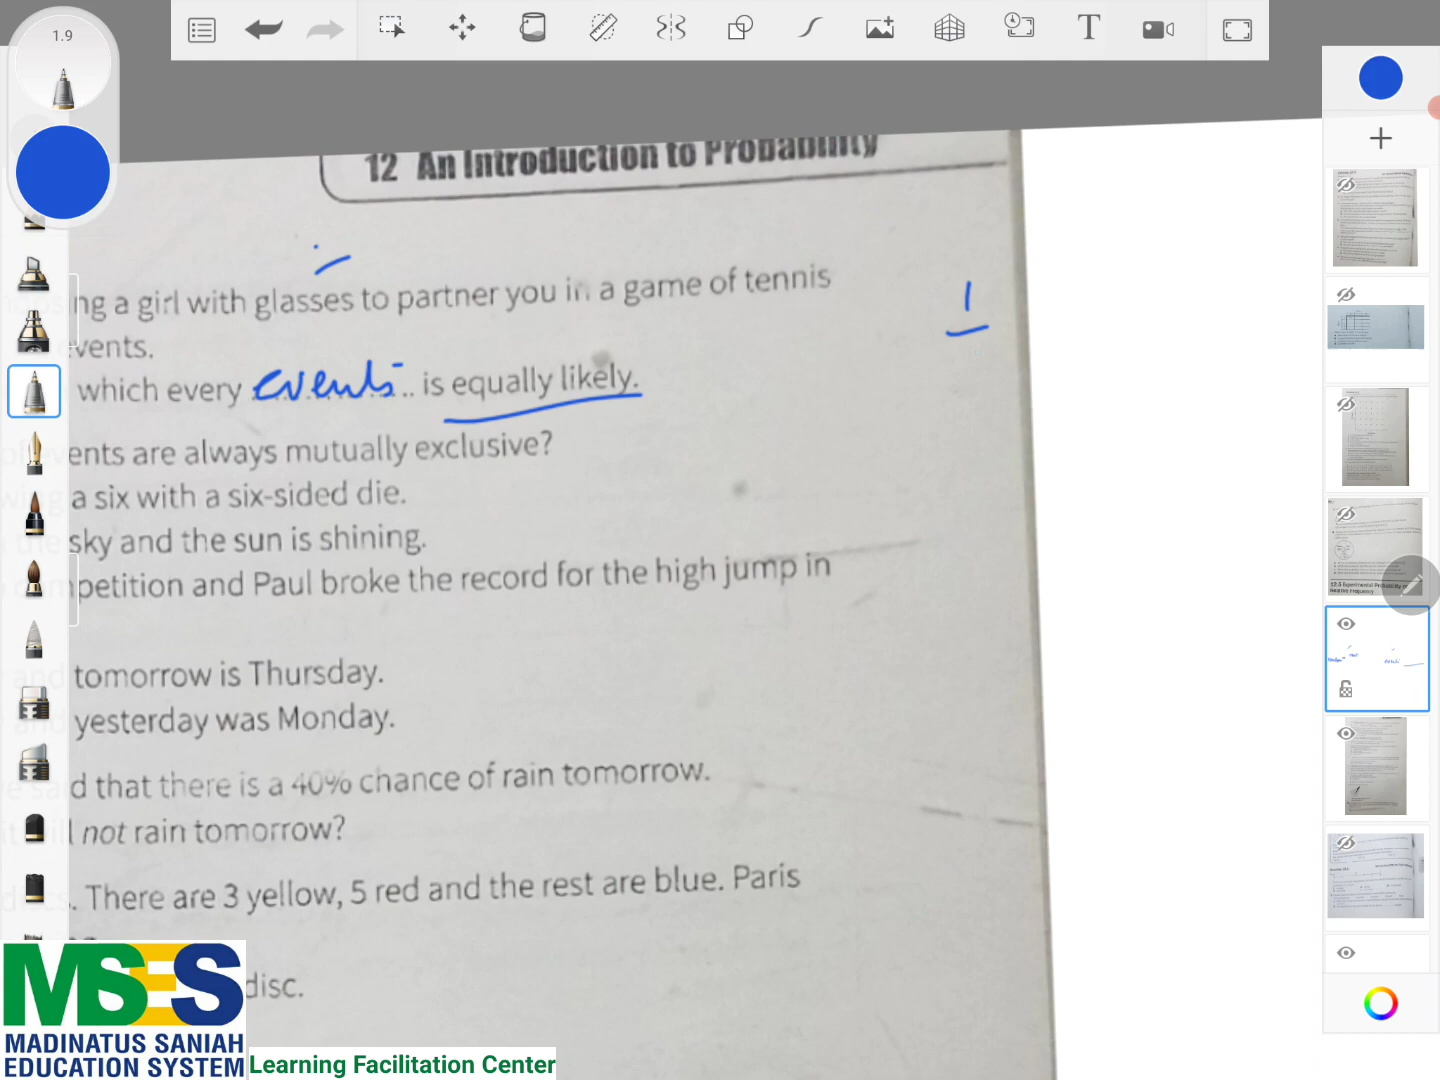 1.9
T
12 An Introduction to Probability
ng a girl with glasses to partner you in a game of tennis
1
events.
which every events is equally likely.
ents are always mutually exclusive?
a six with a six-sided die.
sky and the sun is shining.
petition and Paul broke the record for the high jump in
and tomorrow is Thursday.
yesterday was Monday.
d that there is a 40% chance of rain tomorrow.
not rain tomorrow?
. There are 3 yellow, 5 red and the rest are blue. Paris
disc.
MSES
MADINATUS SANIAH
EDUCATION SYSTEM
Learning Facilitation Center